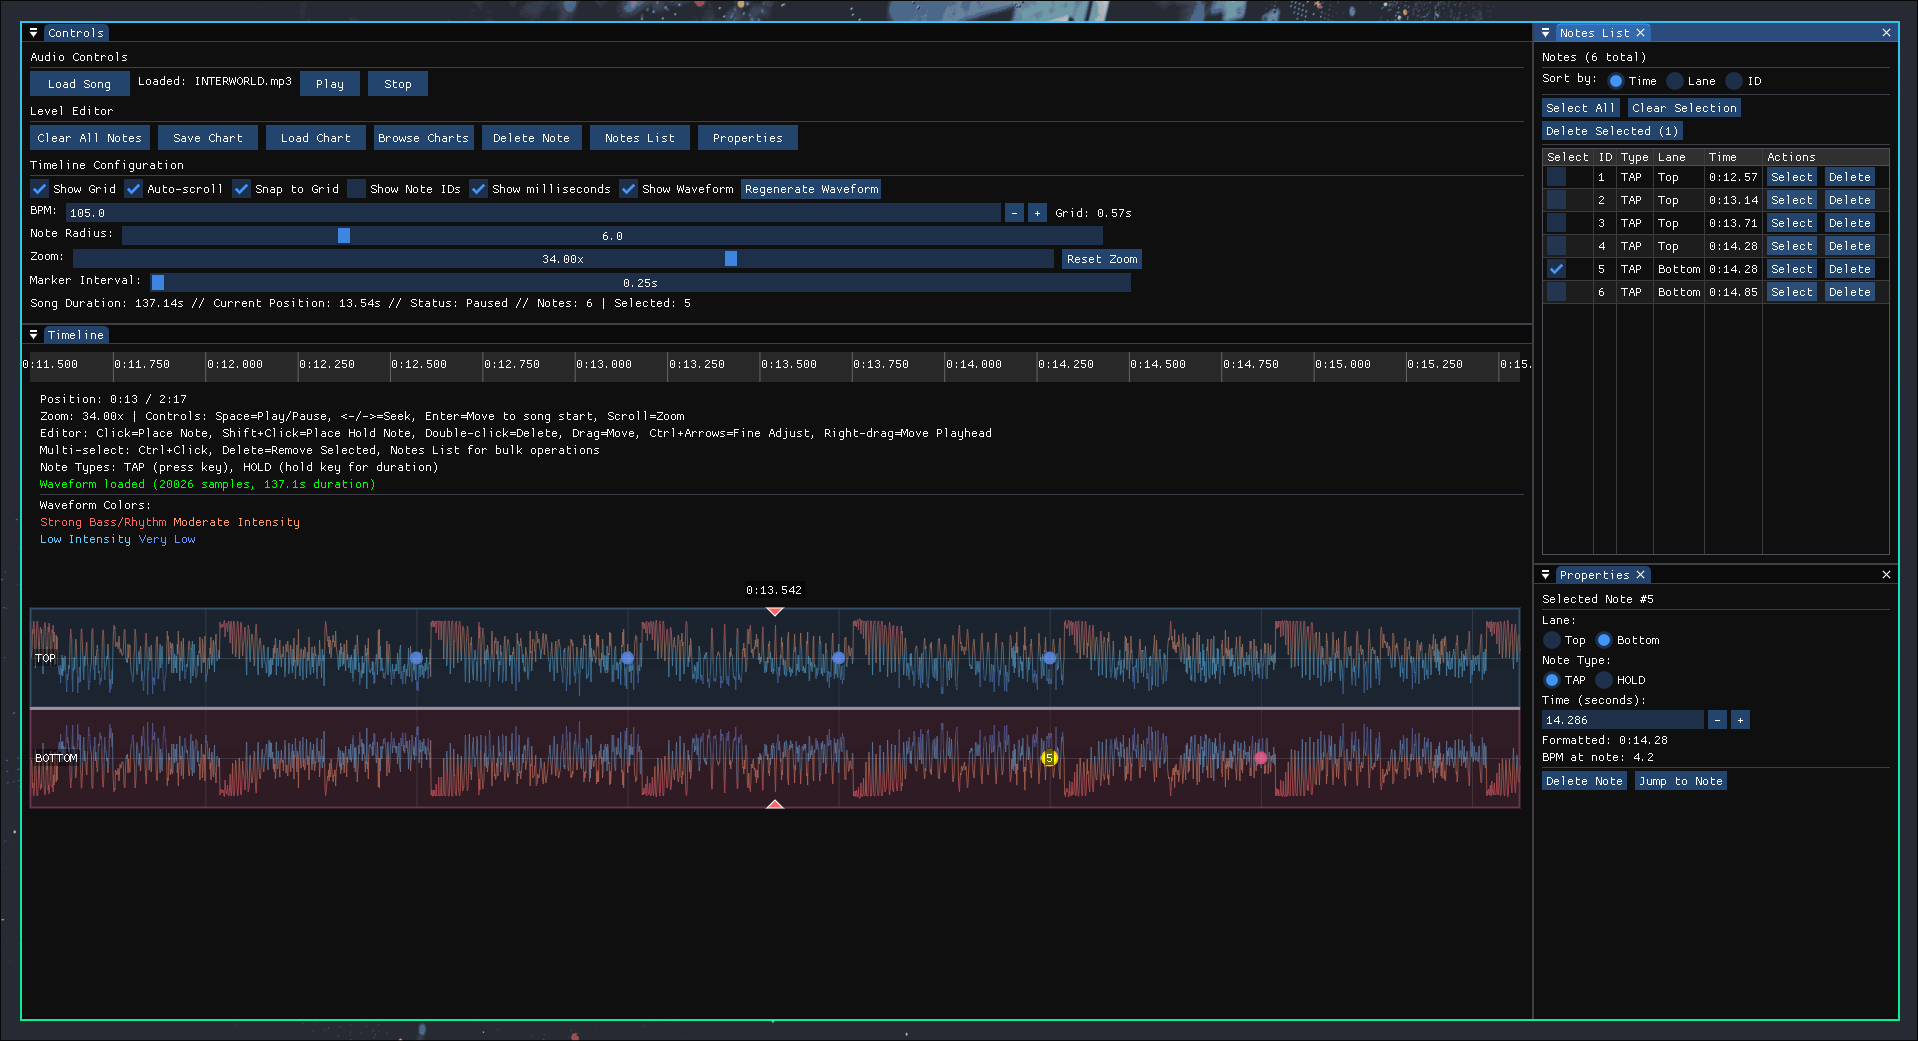 Controls
Audio Controls
Load Song Loaded: INTERWORLD.mp3 Play Stop
Level Editor
Clear All Notes Save Chart Load Chart Browse Charts Delete Note Notes List Properties
Timeline Configuration
Show Grid Auto-scroll Snap to Grid Show Note IDs Show milliseconds Show Waveform Regenerate Waveform
BPM: 105.0 - + Grid: 0.57s
Note Radius: 6.0
Zoom: 34.00x Reset Zoom
Marker Interval: 0.25s
Song Duration: 137.14s // Current Position: 13.54s // Status: Paused // Notes: 6 | Selected: 5
Timeline
0:11.500 0:11.750 0:12.000 0:12.250 0:12.500 0:12.750 0:13.000 0:13.250 0:13.500 0:13.750 0:14.000 0:14.250 0:14.500 0:14.750 0:15.000 0:15.250 0:15.
Position: 0:13 / 2:17
Zoom: 34.00x | Controls: Space=Play/Pause, <-/->=Seek, Enter=Move to song start, Scroll=Zoom
Editor: Click=Place Note, Shift+Click=Place Hold Note, Double-click=Delete, Drag=Move, Ctrl+Arrows=Fine Adjust, Right-drag=Move Playhead
Multi-select: Ctrl+Click, Delete=Remove Selected, Notes List for bulk operations
Note Types: TAP (press key), HOLD (hold key for duration)
Waveform loaded (20026 samples, 137.1s duration)
Waveform Colors:
Strong Bass/Rhythm Moderate Intensity
Low Intensity Very Low
0:13.542
TOP
BOTTOM
5
Notes List
Notes (6 total)
Sort by: Time Lane ID
Select All Clear Selection
Delete Selected (1)
Select ID Type Lane Time Actions
1 TAP Top 0:12.57 Select Delete
2 TAP Top 0:13.14 Select Delete
3 TAP Top 0:13.71 Select Delete
4 TAP Top 0:14.28 Select Delete
5 TAP Bottom 0:14.28 Select Delete
6 TAP Bottom 0:14.85 Select Delete
Properties
Selected Note #5
Lane:
Top Bottom
Note Type:
TAP HOLD
Time (seconds):
14.286 - +
Formatted: 0:14.28
BPM at note: 4.2
Delete Note Jump to Note